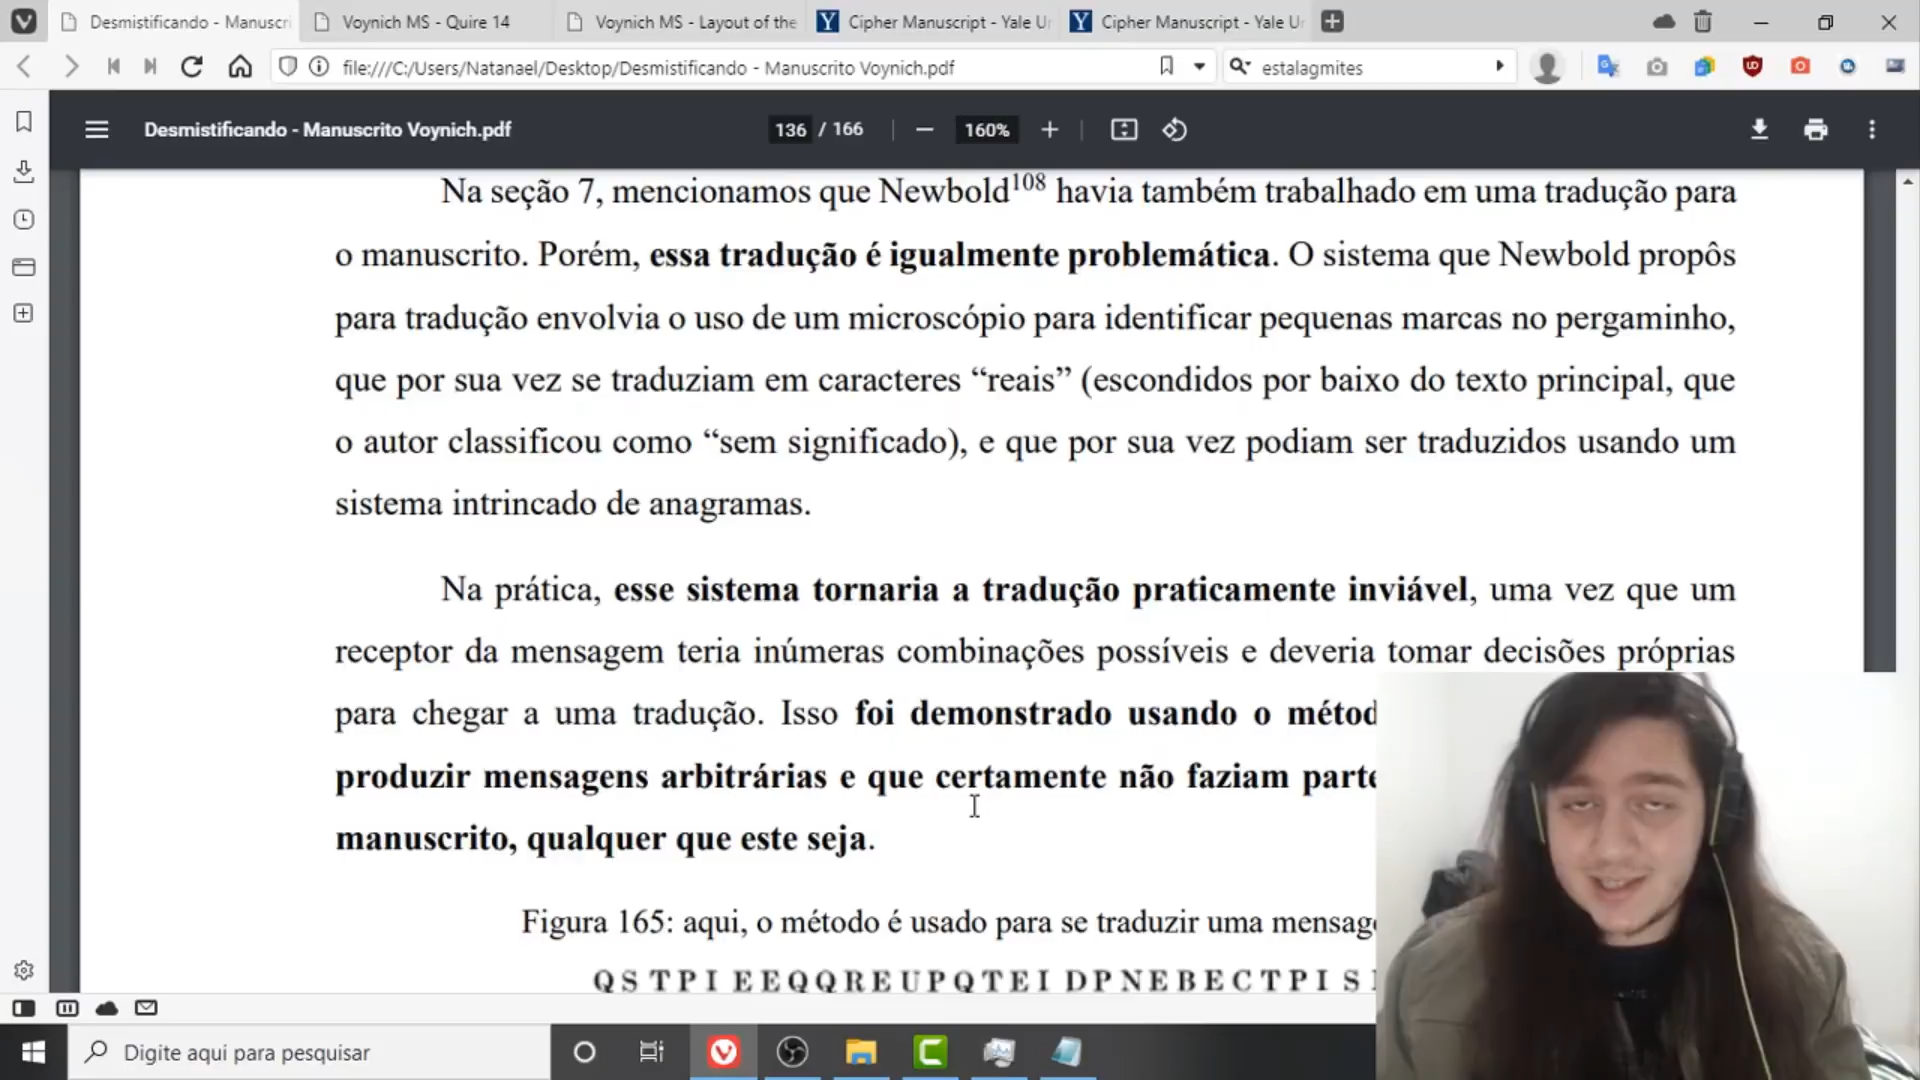 Desmistificando - Manuscri
Voynich MS - Quire 14
Voynich MS - Layout of the
Cipher Manuscript - Yale Ur
Cipher Manuscript - Yale Ur
file:///C:/Users/Natanael/Desktop/Desmistificando - Manuscrito Voynich.pdf
estalagmites
Desmistificando - Manuscrito Voynich.pdf
136 / 166
160%
Na seção 7, mencionamos que Newbold108 havia também trabalhado em uma tradução para
o manuscrito. Porém, essa tradução é igualmente problemática. O sistema que Newbold propôs
para tradução envolvia o uso de um microscópio para identificar pequenas marcas no pergaminho,
que por sua vez se traduziam em caracteres “reais” (escondidos por baixo do texto principal, que
o autor classificou como “sem significado), e que por sua vez podiam ser traduzidos usando um
sistema intrincado de anagramas.
Na prática, esse sistema tornaria a tradução praticamente inviável, uma vez que um
receptor da mensagem teria inúmeras combinações possíveis e deveria tomar decisões próprias
para chegar a uma tradução. Isso foi demonstrado usando o métod
produzir mensagens arbitrárias e que certamente não faziam parte
manuscrito, qualquer que este seja.
Figura 165: aqui, o método é usado para se traduzir uma mensage
QSTPI EEQQREUPQTEI DPNEBECTPI S
Digite aqui para pesquisar